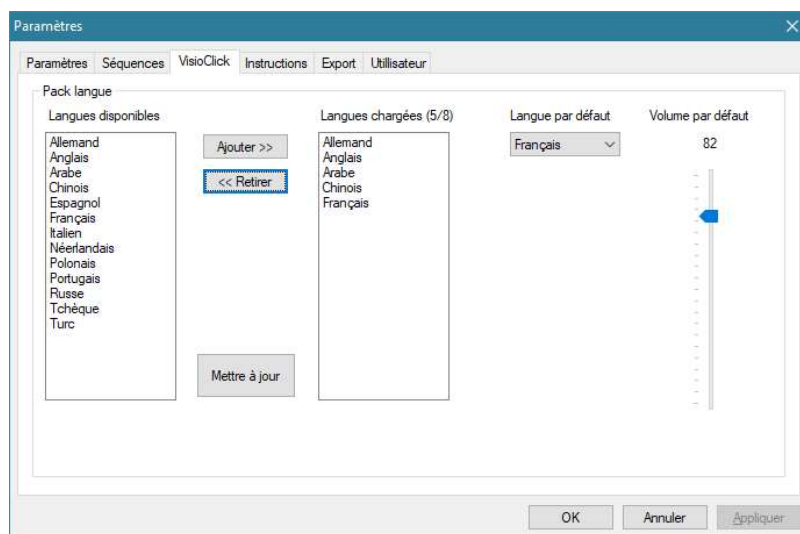 Paramètres
Paramètres Séquences VisioClick Instructions Export Utilisateur
Pack langue
Langues disponibles
Allemand
Anglais
Arabe
Chinois
Espagnol
Français
Italien
Néerlandais
Polonais
Portugais
Russe
Tchèque
Turc
Ajouter >>
<< Retirer
Mettre à jour
Langues chargées (5/8)
Allemand
Anglais
Arabe
Chinois
Français
Langue par défaut
Français
Volume par défaut
82
OK Annuler Appliquer